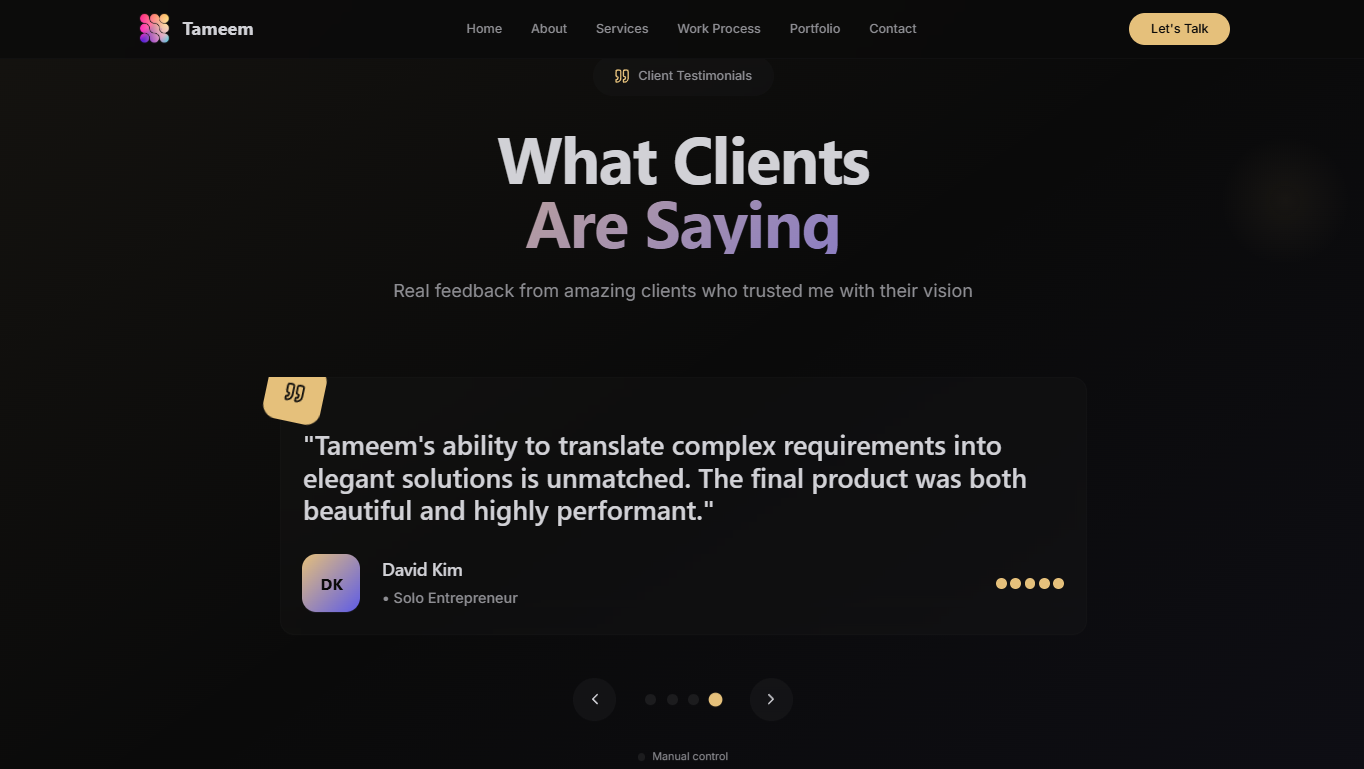 Tameem
Home About Services Work Process Portfolio Contact
Let's Talk
Client Testimonials
What Clients
Are Saying
Real feedback from amazing clients who trusted me with their vision
"Tameem's ability to translate complex requirements into
elegant solutions is unmatched. The final product was both
beautiful and highly performant."
DK
David Kim
• Solo Entrepreneur
Manual control